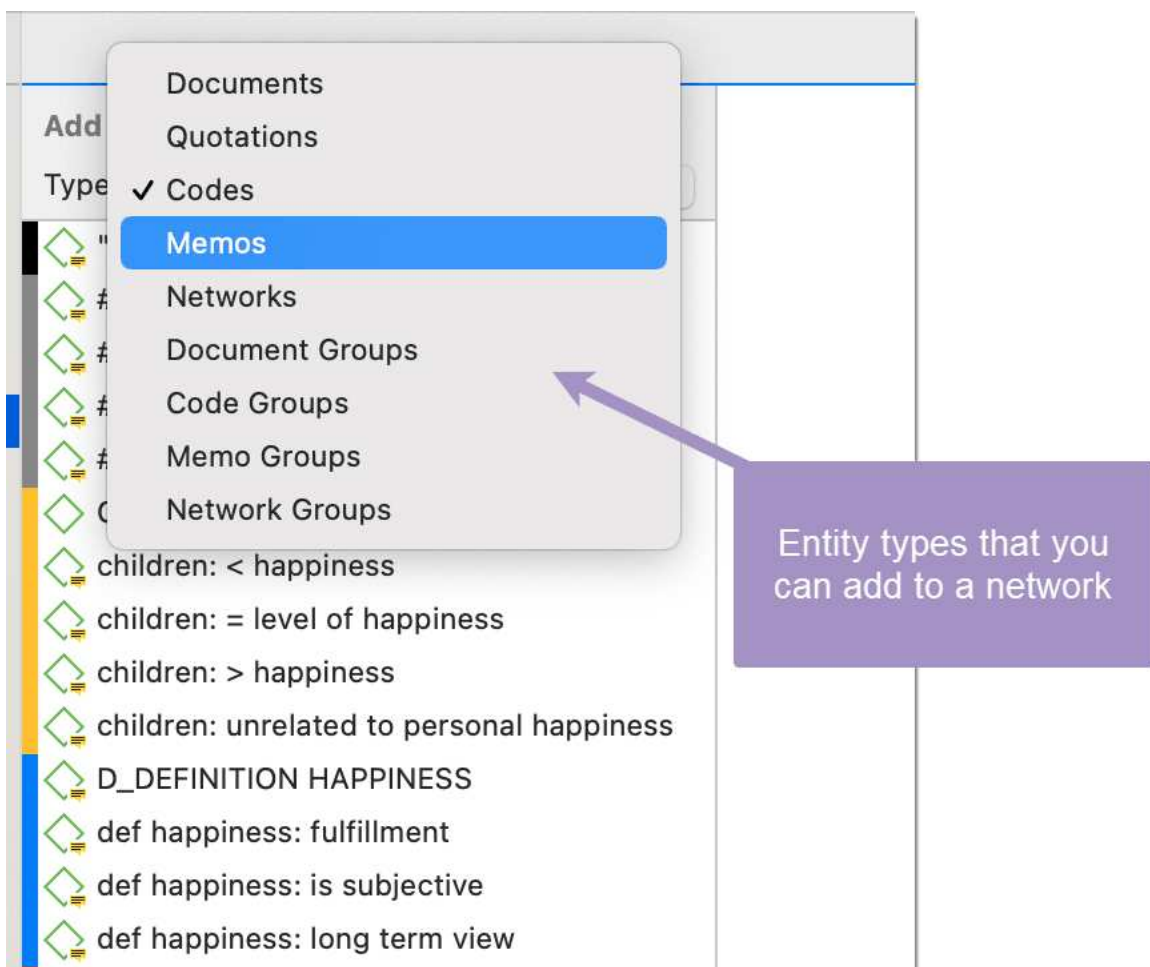 Documents
Add
Quotations
Type
✓ Codes
"
Memos
#
Networks
#
Document Groups
#
Code Groups
#
Memo Groups
Network Groups
children: < happiness
children: = level of happiness
children: > happiness
children: unrelated to personal happiness
D_DEFINITION HAPPINESS
def happiness: fulfillment
def happiness: is subjective
def happiness: long term view
Entity types that you
can add to a network